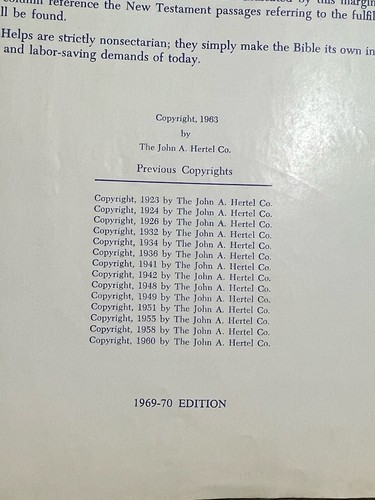 reference the New Testament passages referring to the
ll be found.
Helps are strictly nonsectarian; they simply make the Bible its own in
and labor-saving demands of today.
Copyright, 1963
by
The John A. Hertel Co.
Previous Copyrights
Copyright, 1923 by The John A. Hertel Co.
Copyright, 1924 by The John A. Hertel Co.
Copyright, 1926 by The John A. Hertel Co.
Copyright, 1932 by The John A. Hertel Co.
Copyright, 1934 by The John A. Hertel Co.
Copyright, 1936 by The John A. Hertel Co.
Copyright, 1941 by The John A. Hertel Co.
Copyright, 1942 by The John A. Hertel Co.
Copyright, 1948 by The John A. Hertel Co.
Copyright, 1949 by The John A. Hertel Co.
Copyright, 1951 by The John A. Hertel Co.
Copyright, 1955 by The John A. Hertel Co.
Copyright, 1958 by The John A. Hertel Co.
Copyright, 1960 by The John A. Hertel Co.
1969-70 EDITION